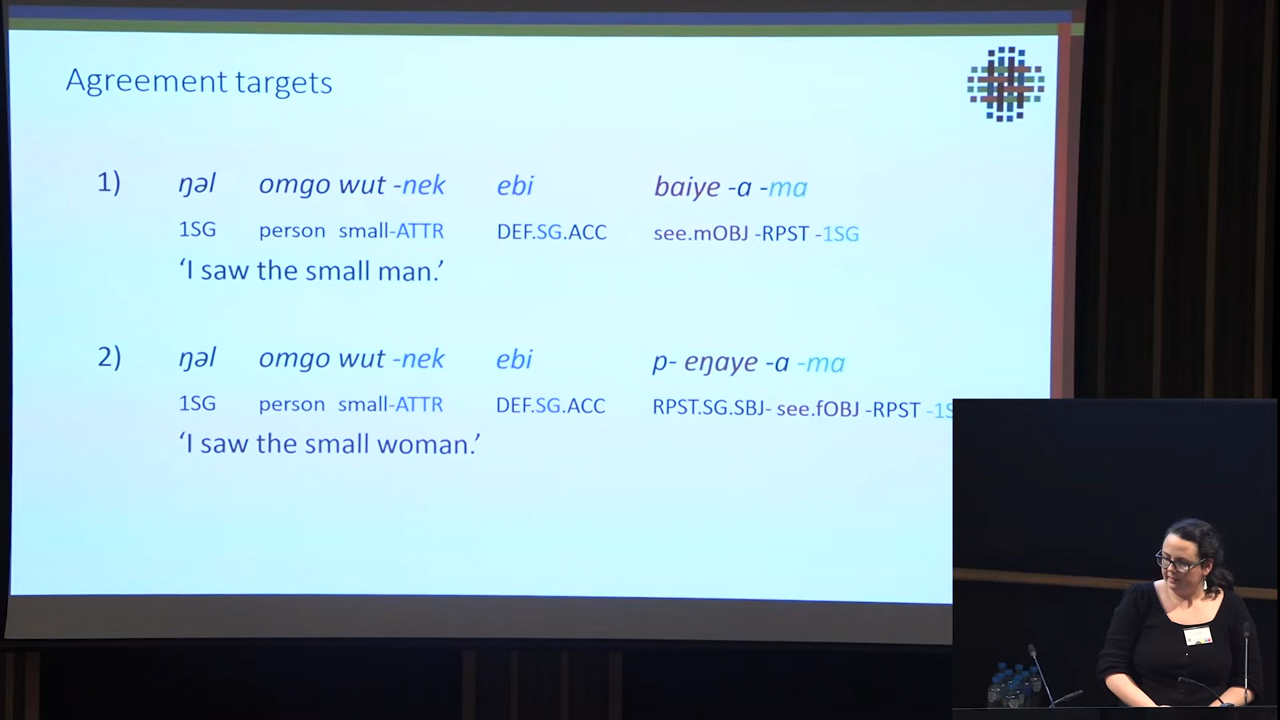 Agreement targets
1) ŋəl omgo wut -nek ebi baiye -a -ma
1SG person small-ATTR DEF.SG.ACC see.mOBJ -RPST -1SG
‘I saw the small man.’
2) ŋəl omgo wut -nek ebi p- eŋaye -a -ma
1SG person small-ATTR DEF.SG.ACC RPST.SG.SBJ- see.fOBJ -RPST -1S
‘I saw the small woman.’